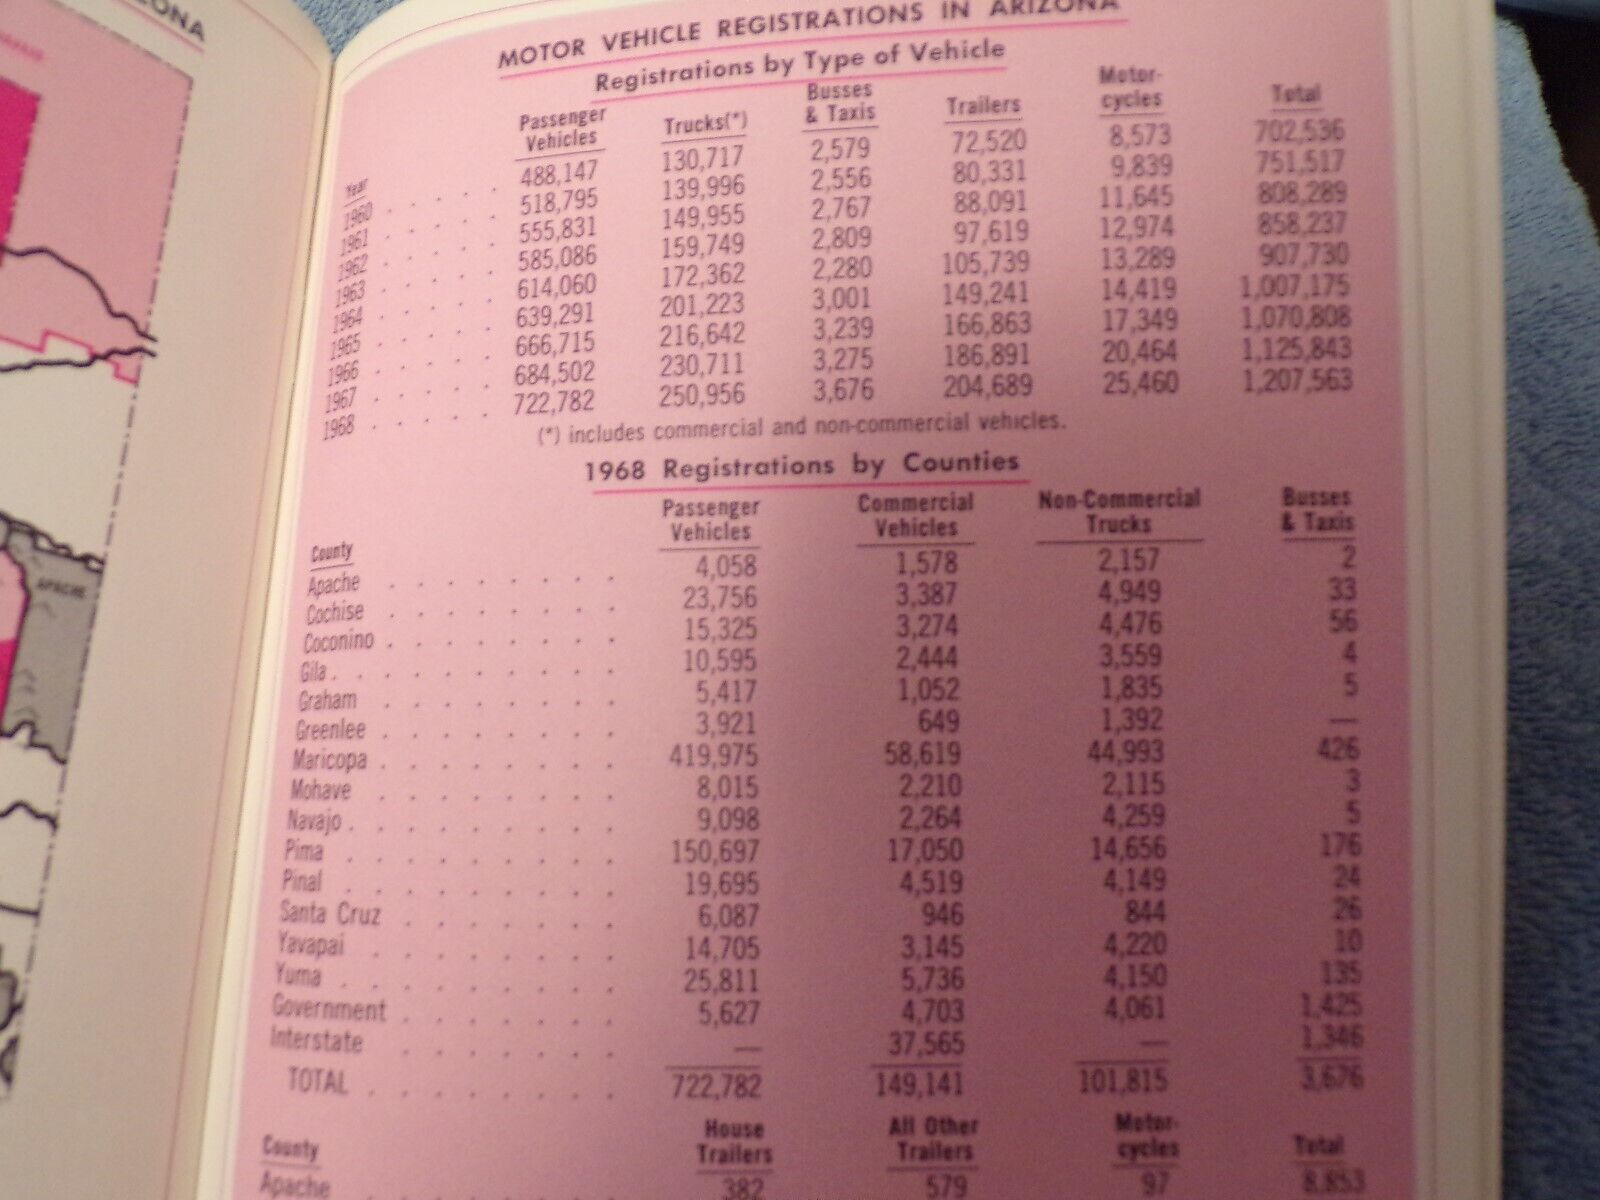 ZONA
APACHE
MOTOR VEHICLE REGISTRATIONS IN ARIZONA
Registrations by Type of Vehicle
Year Passenger Vehicles Trucks(*) Busses & Taxis Trailers Motor-cycles Total
1960 . . . . . 488,147 130,717 2,579 72,520 8,573 702,536
1961 . . . . . 518,795 139,996 2,556 80,331 9,839 751,517
1962 . . . . . 555,831 149,955 2,767 88,091 11,645 808,289
1963 . . . . . 585,086 159,749 2,809 97,619 12,974 858,237
1964 . . . . . 614,060 172,362 2,280 105,739 13,289 907,730
1965 . . . . . 639,291 201,223 3,001 149,241 14,419 1,007,175
1966 . . . . . 666,715 216,642 3,239 166,863 17,349 1,070,808
1967 . . . . . 684,502 230,711 3,275 186,891 20,464 1,125,843
1968 . . . . . 722,782 250,956 3,676 204,689 25,460 1,207,563
(*) includes commercial and non-commercial vehicles.
1968 Registrations by Counties
County Passenger Vehicles Commercial Vehicles Non-Commercial Trucks Busses & Taxis
Apache . . . . . . . . 4,058 1,578 2,157 2
Cochise . . . . . . . . 23,756 3,387 4,949 33
Coconino . . . . . . . . 15,325 3,274 4,476 56
Gila . . . . . . . . . . 10,595 2,444 3,559 4
Graham . . . . . . . . 5,417 1,052 1,835 5
Greenlee . . . . . . . . 3,921 649 1,392 —
Maricopa . . . . . . . . 419,975 58,619 44,993 426
Mohave . . . . . . . . 8,015 2,210 2,115 3
Navajo . . . . . . . . . 9,098 2,264 4,259 5
Pima . . . . . . . . . 150,697 17,050 14,656 176
Pinal . . . . . . . . . 19,695 4,519 4,149 24
Santa Cruz . . . . . . . 6,087 946 844 26
Yavapai . . . . . . . . 14,705 3,145 4,220 10
Yuma . . . . . . . . . 25,811 5,736 4,150 135
Government . . . . . . . 5,627 4,703 4,061 1,425
Interstate . . . . . . . — 37,565 — 1,346
TOTAL . . . . . . . . 722,782 149,141 101,815 3,676
County House Trailers All Other Trailers Motor-cycles Total
Apache . . . . . . . . 382 579 97 8,853